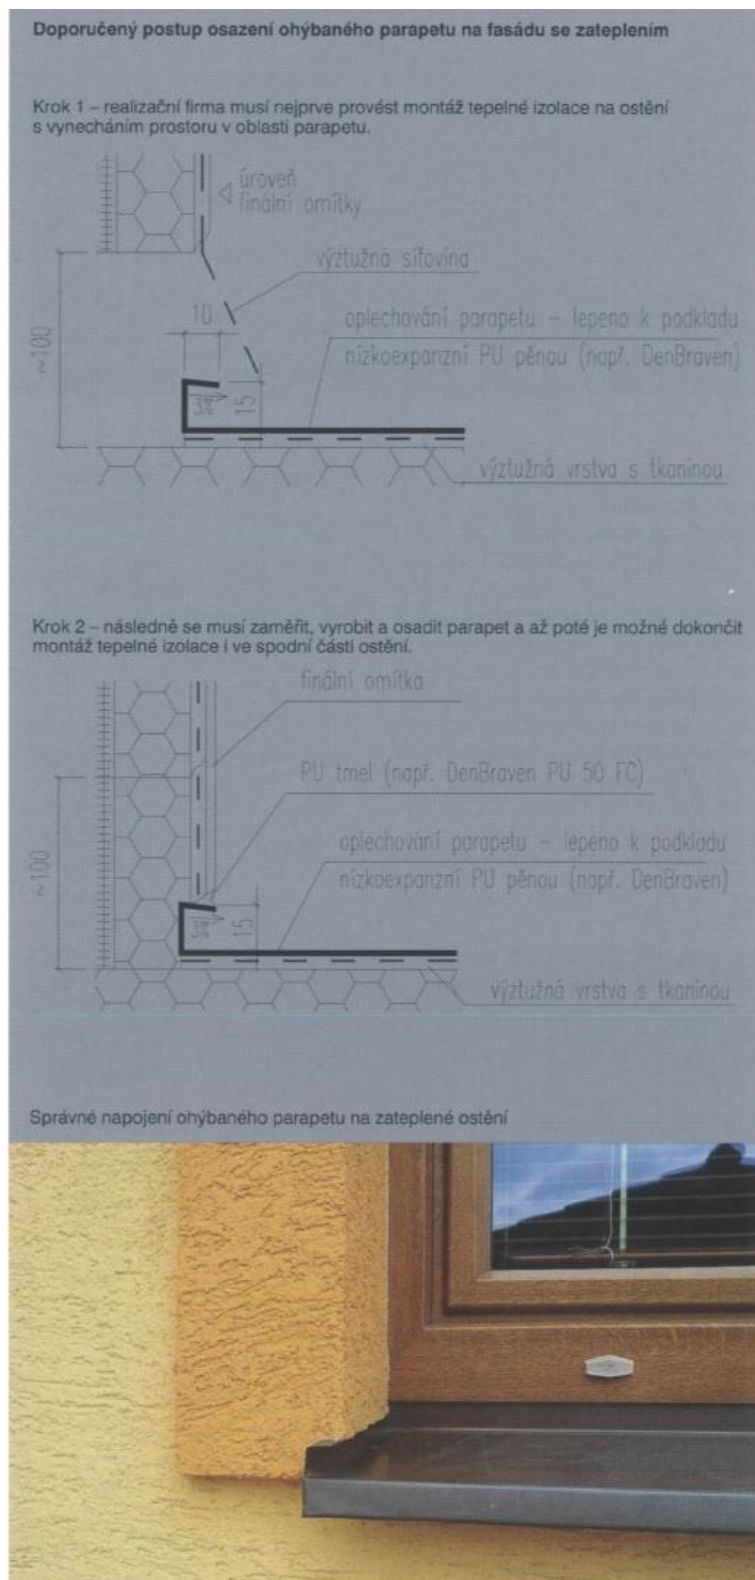 Doporučený postup osazení ohýbaného parapetu na fasádu se zateplením
Krok 1 – realizační firma musí nejprve provést montáž tepelné izolace na ostění
s vynecháním prostoru v oblasti parapetu.
úroveň
finální omítky
výztužná síťovina
10
oplechování parapetu – lepeno k podkladu
nízkoexpanzní PU pěnou (např. DenBraven)
~100
3%
15
výztužná vrstva s tkaninou
Krok 2 – následně se musí zaměřit, vyrobit a osadit parapet a až poté je možné dokončit
montáž tepelné izolace i ve spodní části ostění.
finální omítka
PU tmel (např. DenBraven PU 50 FC)
oplechování parapetu – lepeno k podkladu
nízkoexpanzní PU pěnou (např. DenBraven)
~100
3%
15
výztužná vrstva s tkaninou
Správné napojení ohýbaného parapetu na zateplené ostění